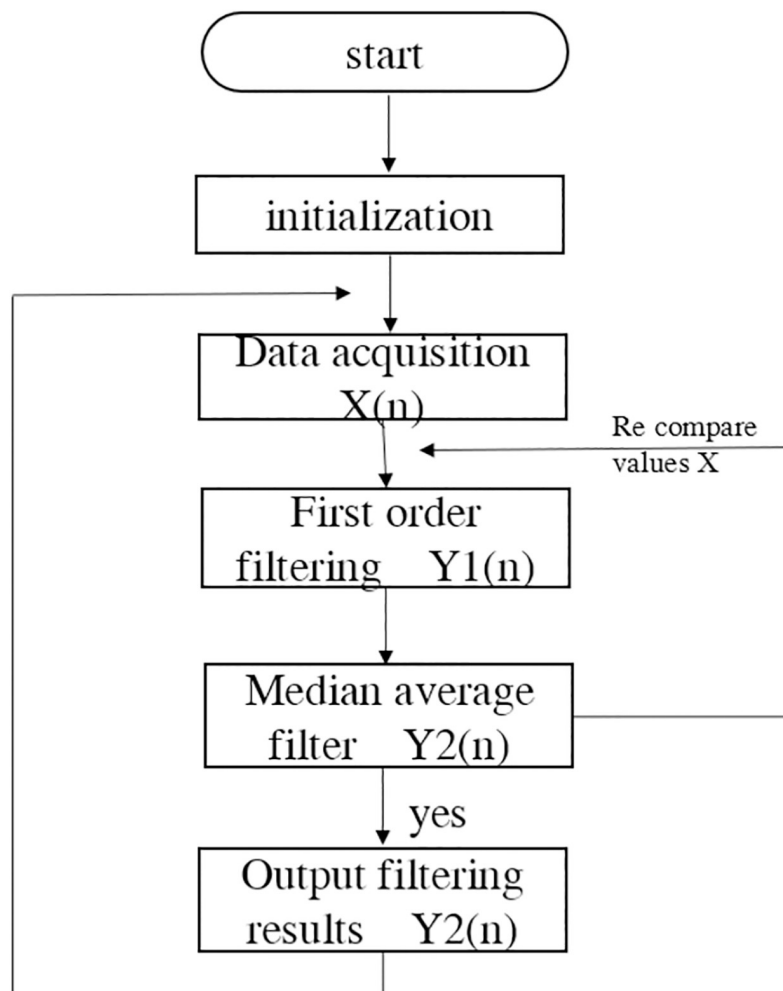 start
initialization
Data acquisition
X(n)
Re compare
values X
First order
filtering Y1(n)
Median average
filter Y2(n)
yes
Output filtering
results Y2(n)